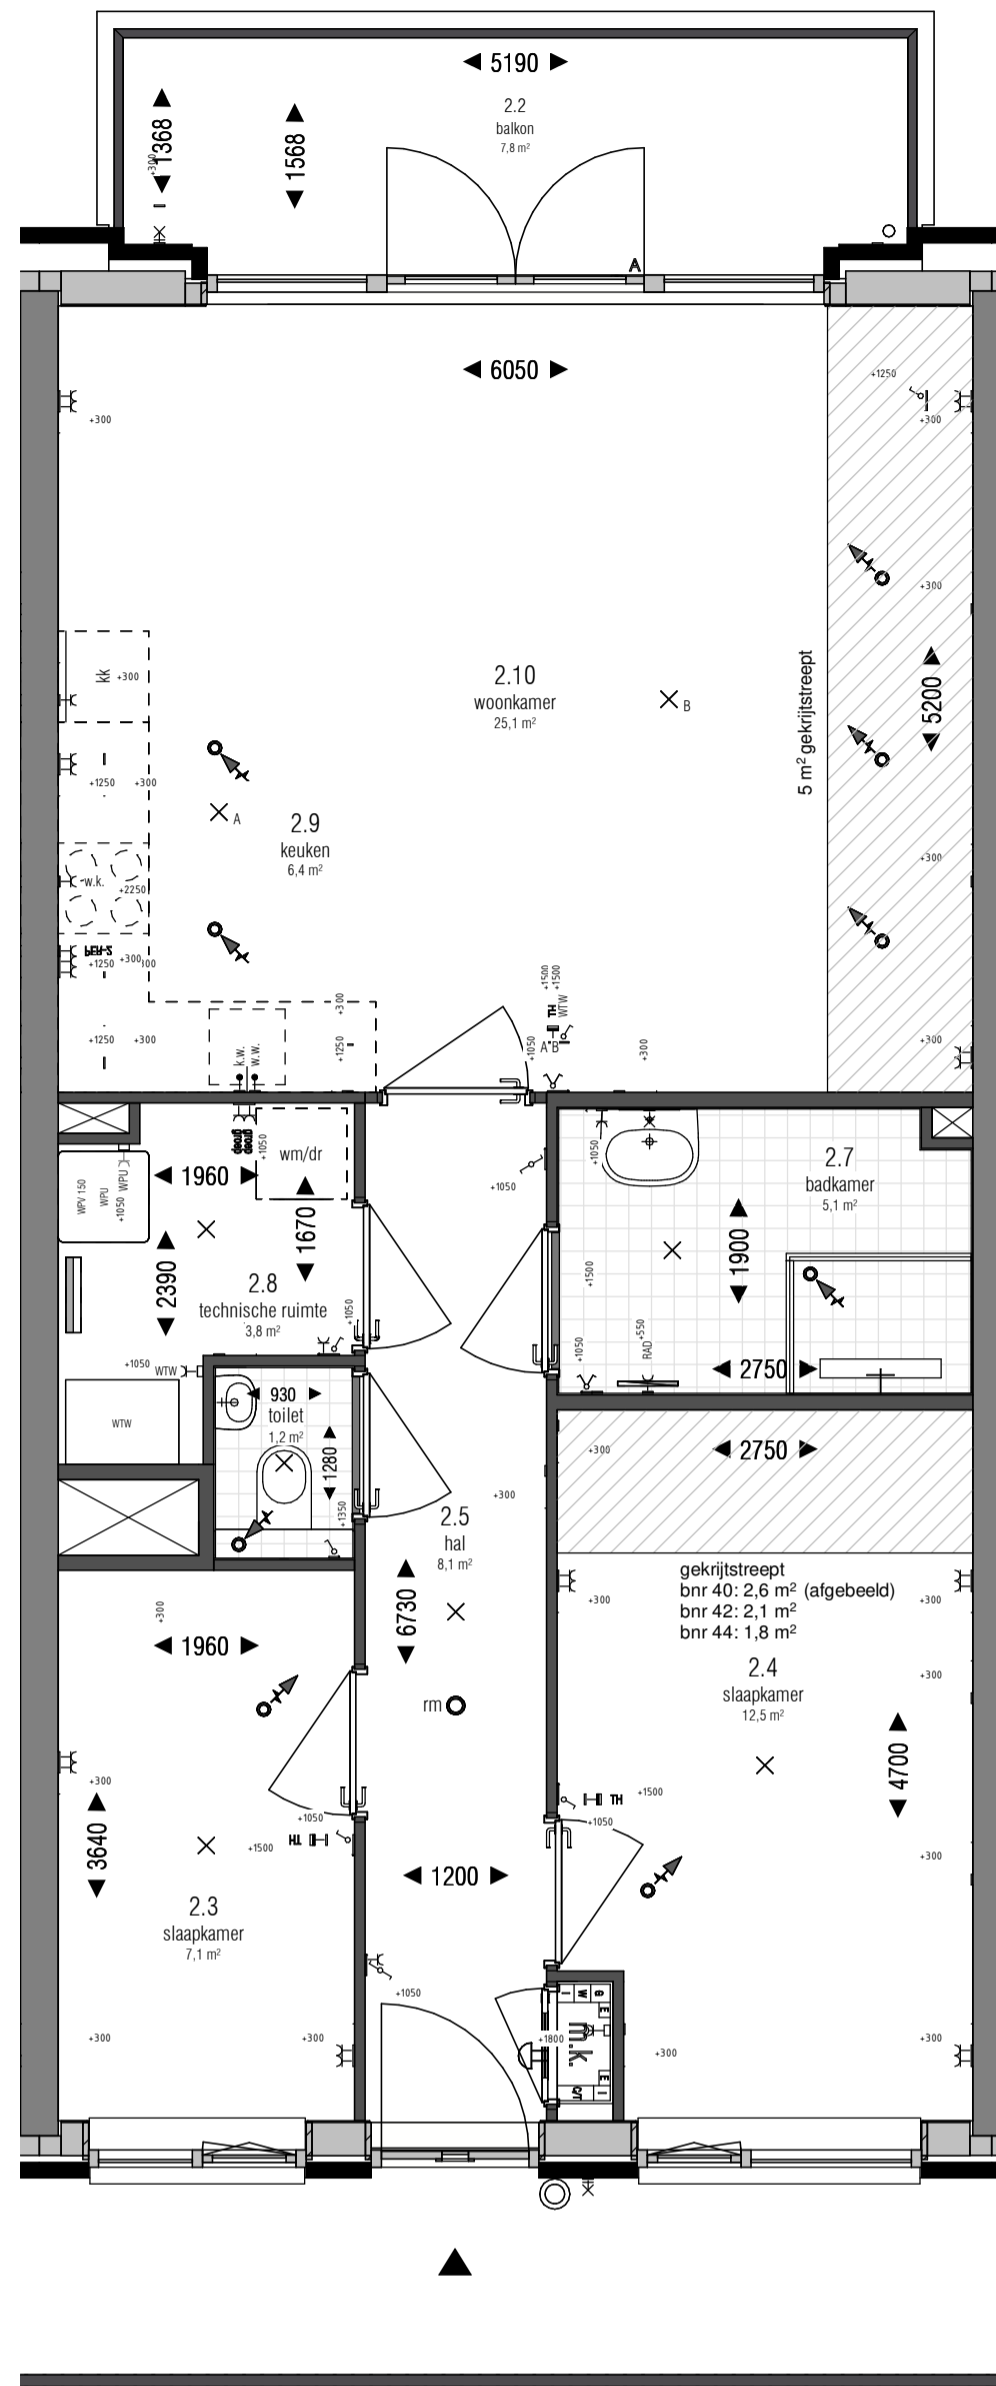 5190
2.2
balkon
7,8 m²
1368
+300
1568
A
6050
+1250
+300
+300
+300
5200
5 m² gekrijtstreept
2.10
woonkamer
25,1 m²
B
kk
+300
+1250
+300
A
2.9
keuken
6,4 m²
w.k.
+2250
+1250
+300
+300
+1250
+300
k.w.
w.w.
+300
+1250
+1500
+1500
TH
WTW
A B
+1050
+300
+300
+300
groep
groep
+1050
wm/dr
WPV 150
WPU
+1050
WPU
1960
1670
2390
2.8
technische ruimte
3,8 m²
+1050
+1050
WTW
WTW
+1050
+1050
2.7
badkamer
5,1 m²
1900
+1500
+1050
+550
RAD
2750
930
toilet
1,2 m²
1280
+1350
2750
+300
+300
2.5
hal
8,1 m²
6730
rm
gekrijtstreept
bnr 40: 2,6 m² (afgebeeld)
bnr 42: 2,1 m²
bnr 44: 1,8 m²
+300
+300
+300
2.4
slaapkamer
12,5 m²
4700
TH
+1500
+1050
+300
+300
1960
+300
3640
+1050
TH
+1500
2.3
slaapkamer
7,1 m²
1200
+1050
+300
+300
+1800
m.k.
G
W
I
E
E
I
C/T
+300
+300